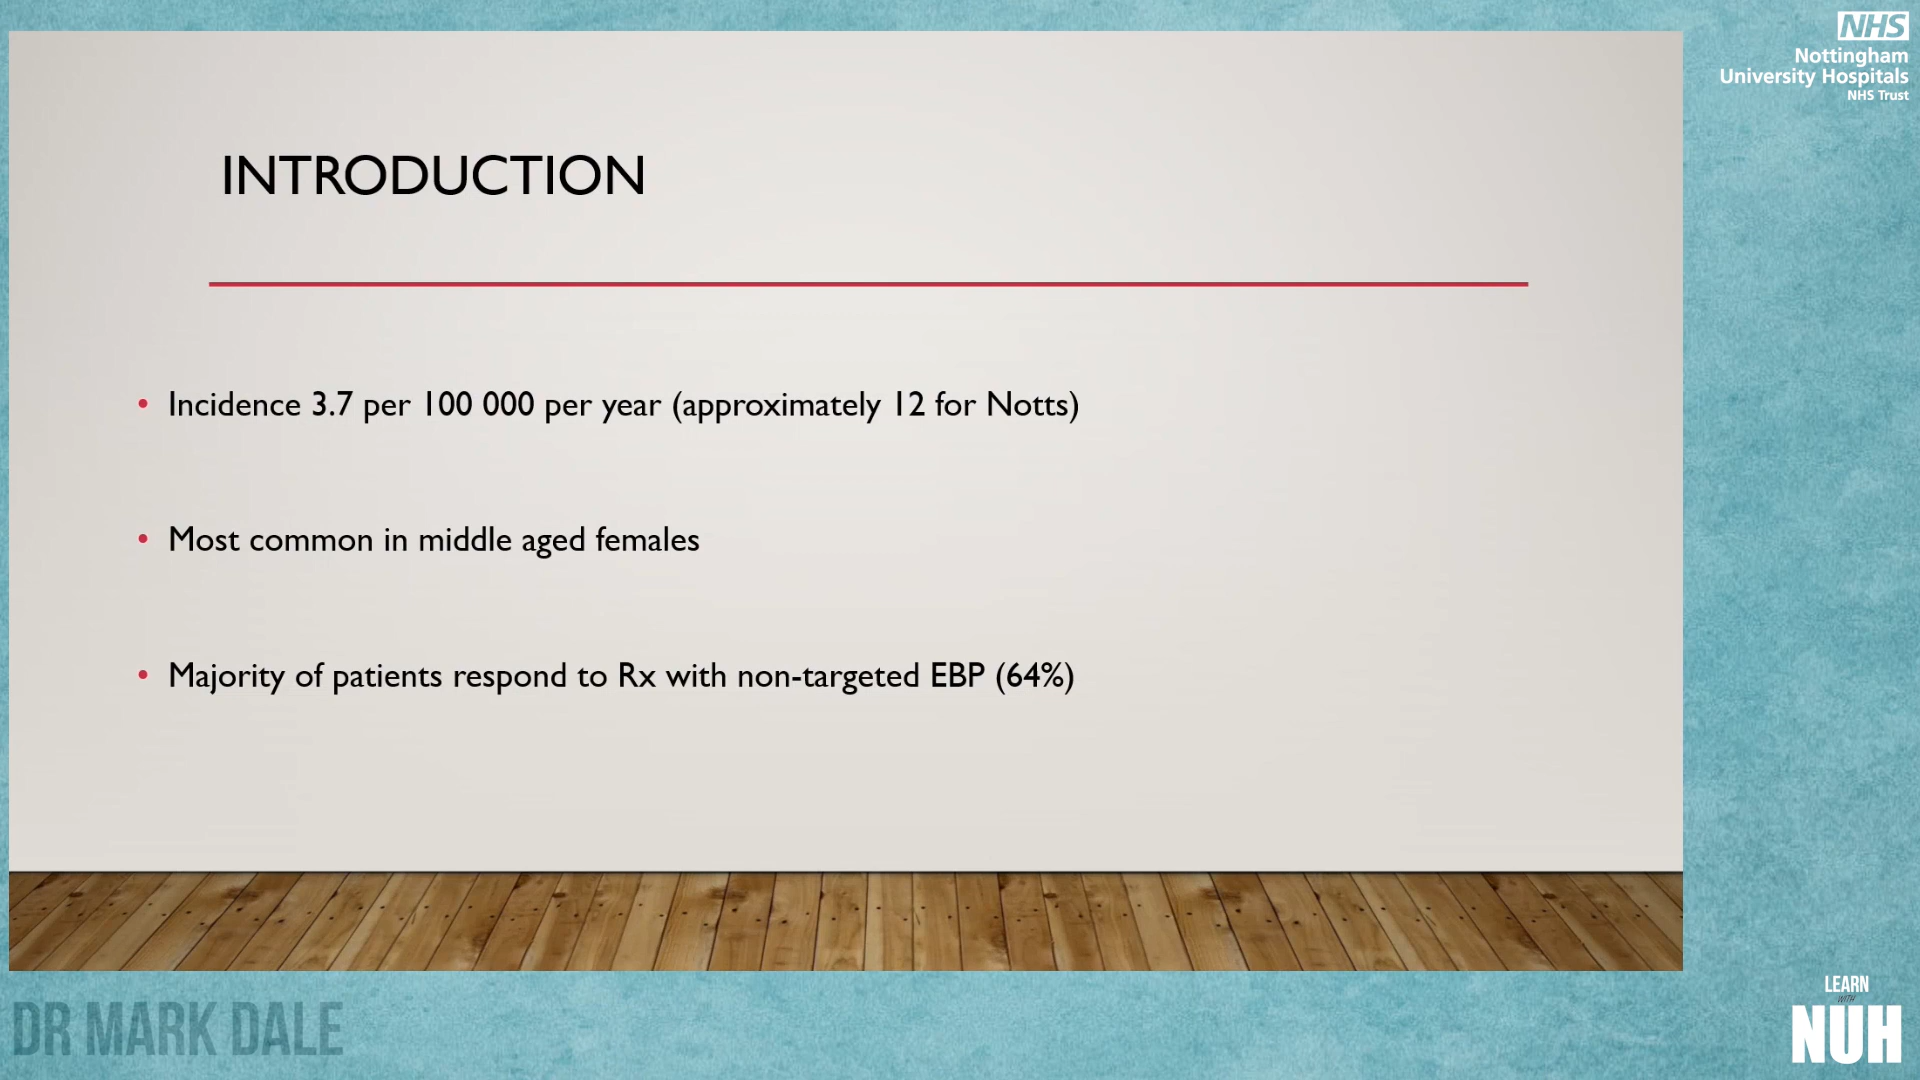 NHS
Nottingham
University Hospitals
NHS Trust
INTRODUCTION
• Incidence 3.7 per 100 000 per year (approximately 12 for Notts)
• Most common in middle aged females
• Majority of patients respond to Rx with non-targeted EBP (64%)
DR MARK DALE
LEARN
WITH
NUH